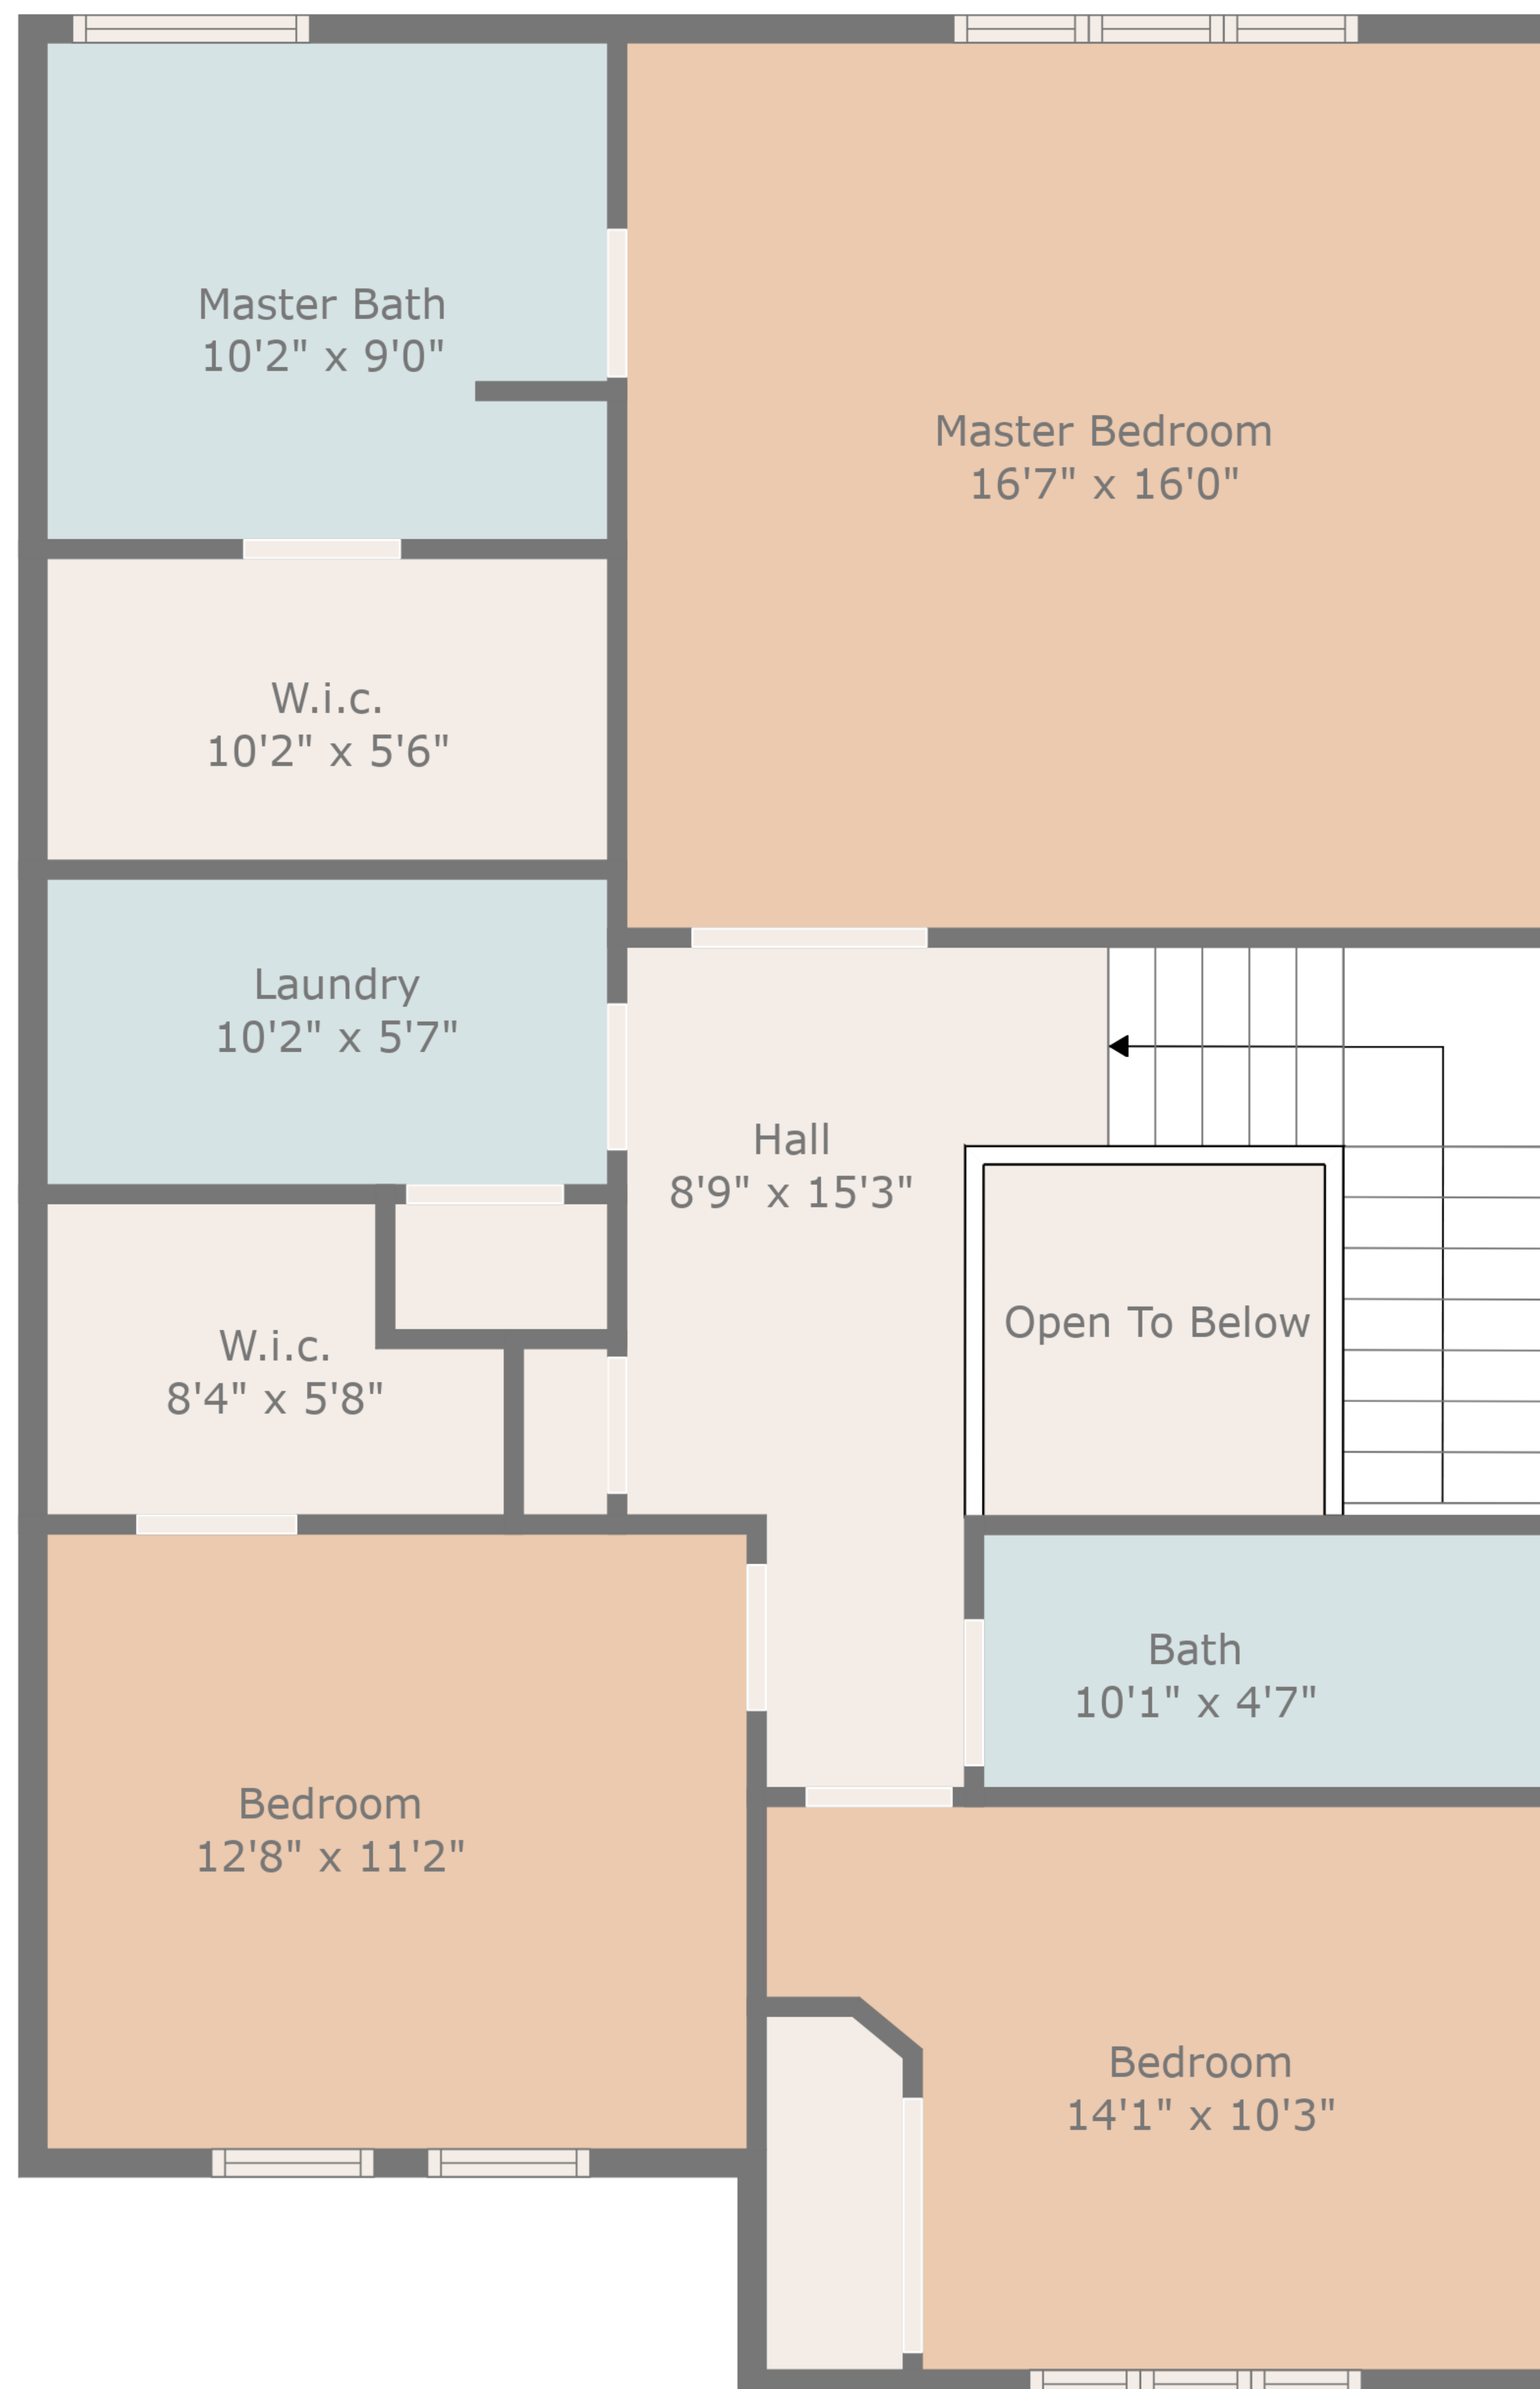 Master Bath
10'2" x 9'0"
Master Bedroom
16'7" x 16'0"
W.i.c.
10'2" x 5'6"
Laundry
10'2" x 5'7"
Hall
8'9" x 15'3"
Open To Below
W.i.c.
8'4" x 5'8"
Bath
10'1" x 4'7"
Bedroom
12'8" x 11'2"
Bedroom
14'1" x 10'3"